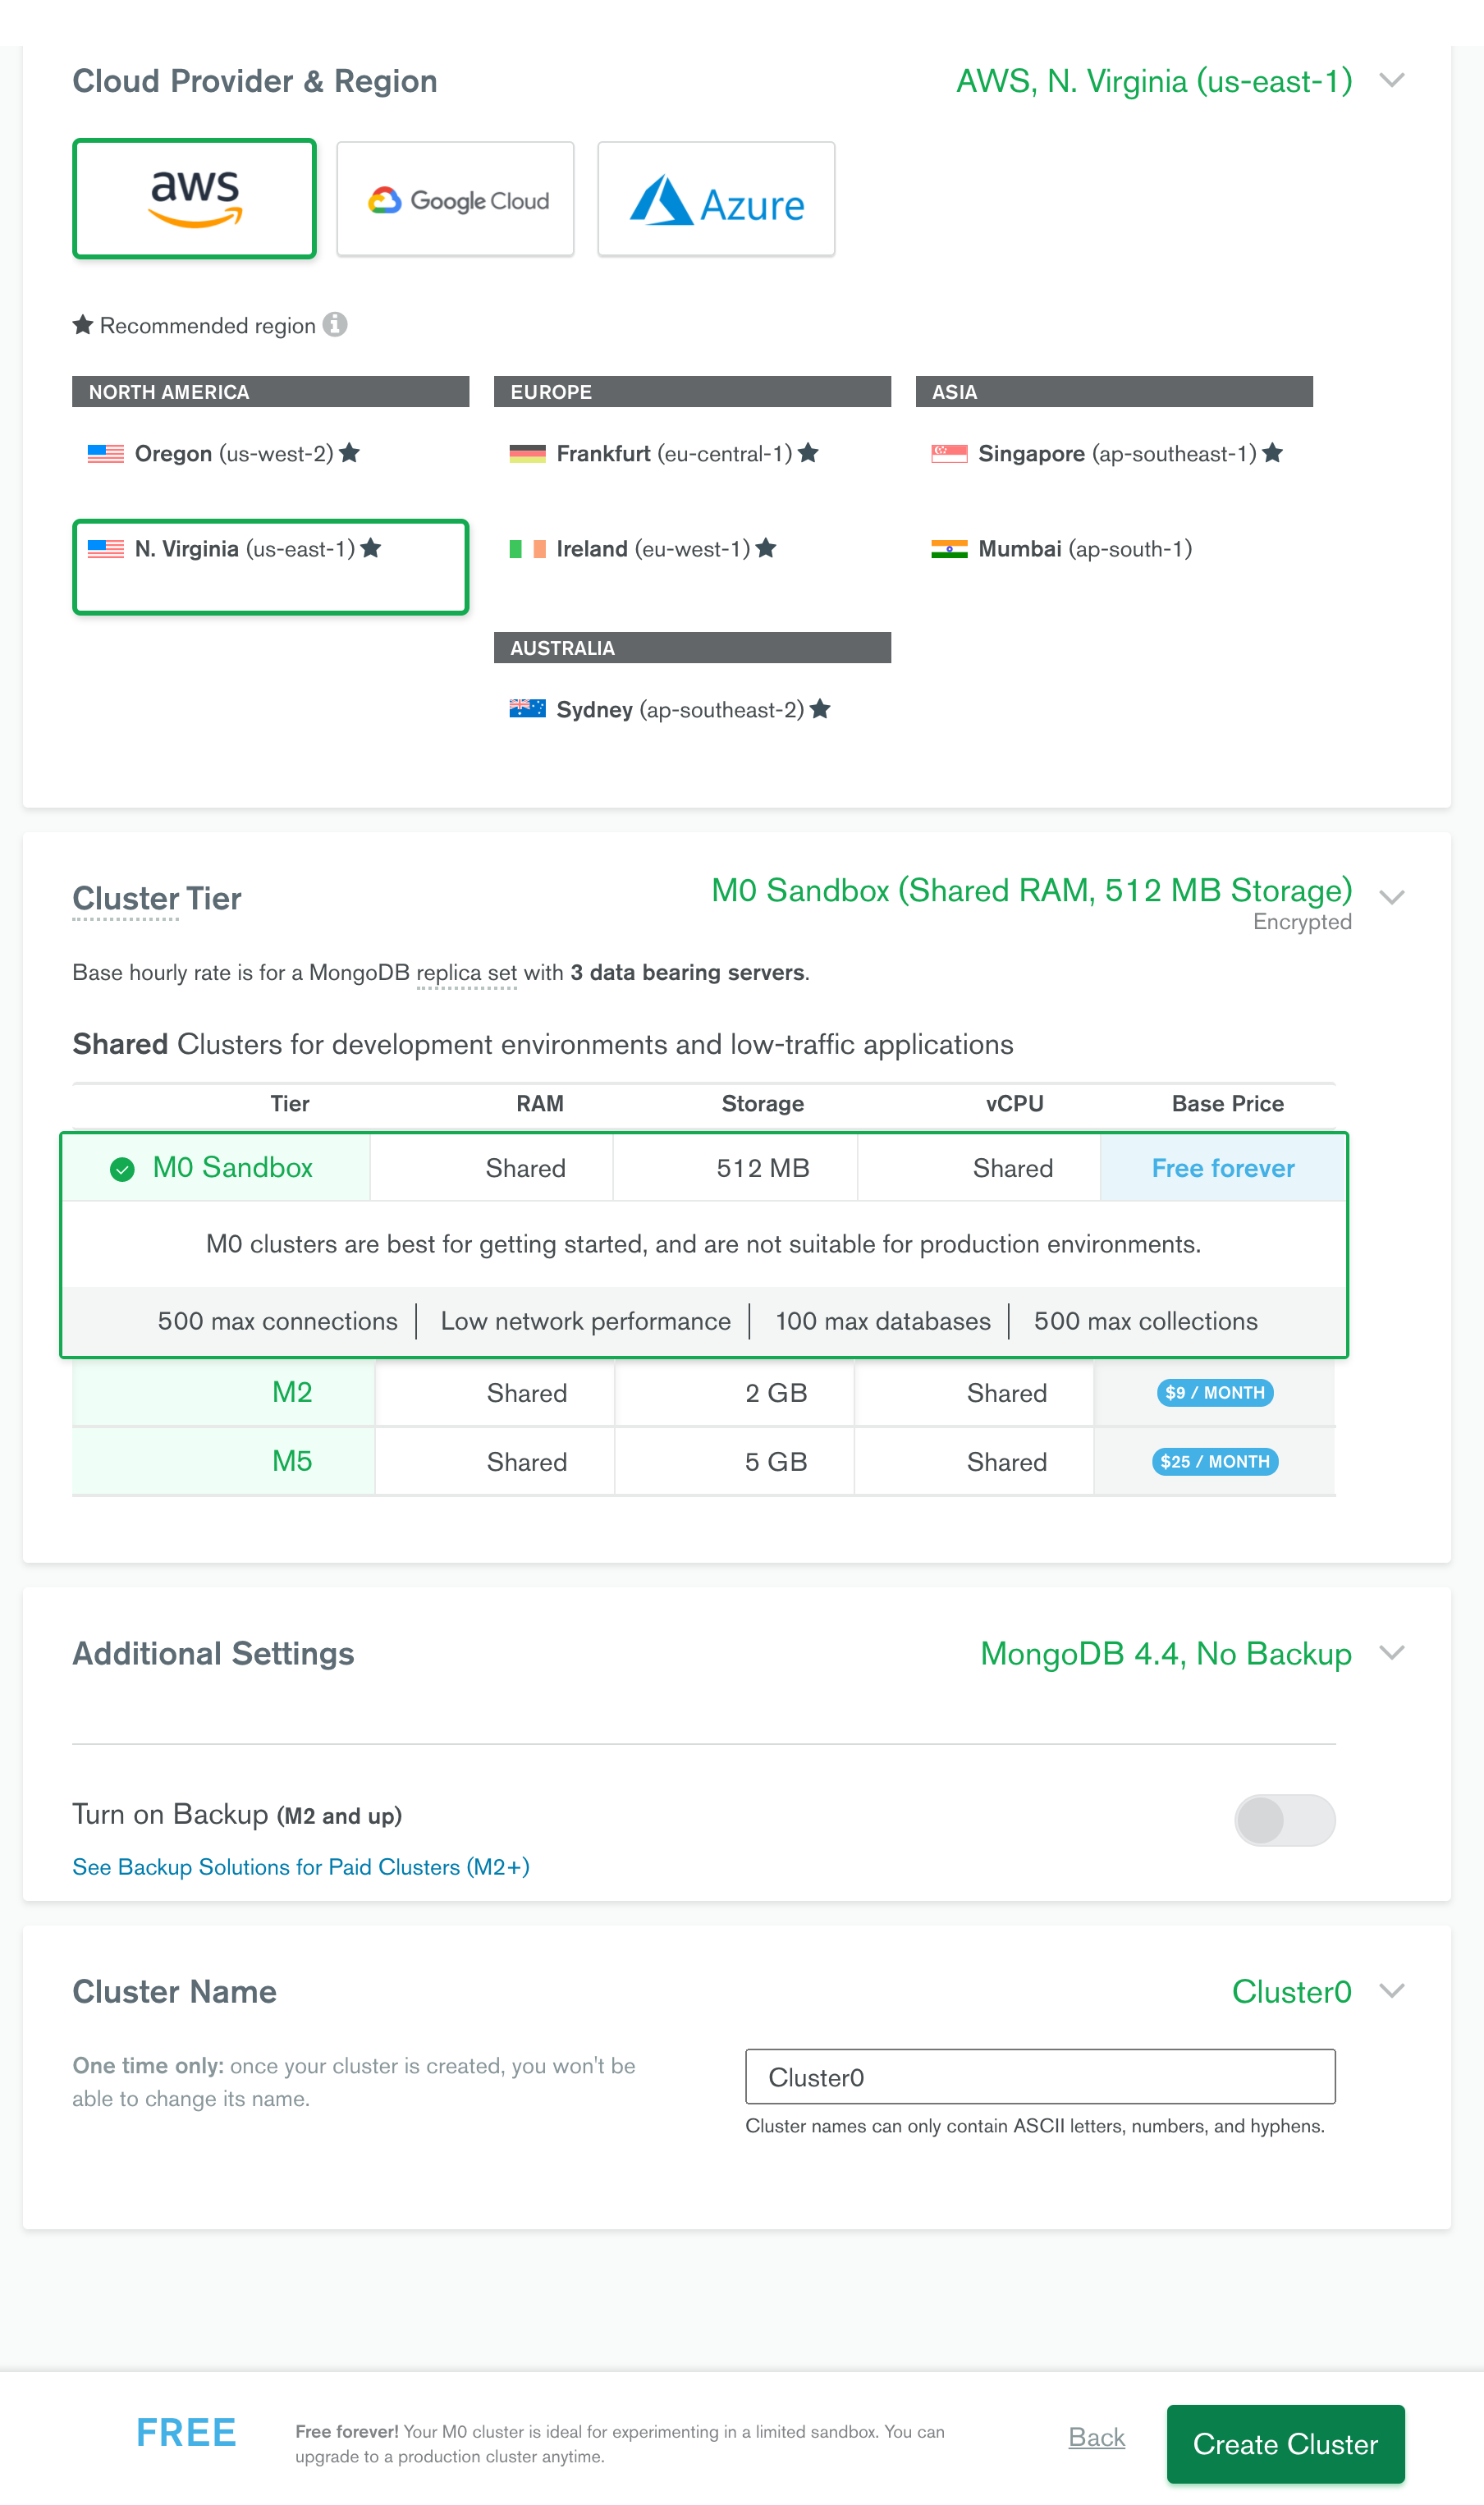 Cloud Provider & Region
AWS, N. Virginia (us-east-1)
aws
Google Cloud
Azure
★ Recommended region
NORTH AMERICA
Oregon (us-west-2) ★
N. Virginia (us-east-1) ★
EUROPE
Frankfurt (eu-central-1) ★
Ireland (eu-west-1) ★
AUSTRALIA
Sydney (ap-southeast-2) ★
ASIA
Singapore (ap-southeast-1) ★
Mumbai (ap-south-1)
Cluster Tier
M0 Sandbox (Shared RAM, 512 MB Storage)
Encrypted
Base hourly rate is for a MongoDB replica set with 3 data bearing servers.
Shared Clusters for development environments and low-traffic applications
Tier RAM Storage vCPU Base Price
M0 Sandbox Shared 512 MB Shared Free forever
M0 clusters are best for getting started, and are not suitable for production environments.
500 max connections | Low network performance | 100 max databases | 500 max collections
M2 Shared 2 GB Shared $9 / MONTH
M5 Shared 5 GB Shared $25 / MONTH
Additional Settings
MongoDB 4.4, No Backup
Turn on Backup (M2 and up)
See Backup Solutions for Paid Clusters (M2+)
Cluster Name
Cluster0
One time only: once your cluster is created, you won't be
able to change its name.
Cluster0
Cluster names can only contain ASCII letters, numbers, and hyphens.
FREE
Free forever! Your M0 cluster is ideal for experimenting in a limited sandbox. You can
upgrade to a production cluster anytime.
Back
Create Cluster